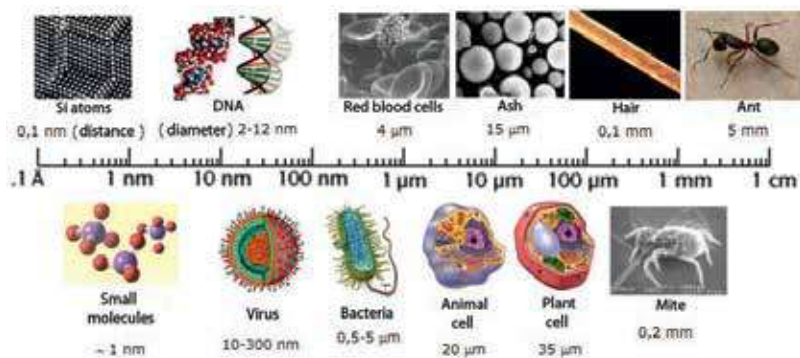 Si atoms DNA Red blood cells Ash Hair Ant
0,1 nm (distance) (diameter) 2-12 nm 4 µm 15 µm 0,1 mm 5 mm
.1 Å 1 nm 10 nm 100 nm 1 µm 10 µm 100 µm 1 mm 1 cm
Small
molecules
~1 nm
Virus
10-300 nm
Bacteria
0,5-5 µm
Animal
cell
20 µm
Plant
cell
35 µm
Mite
0,2 mm